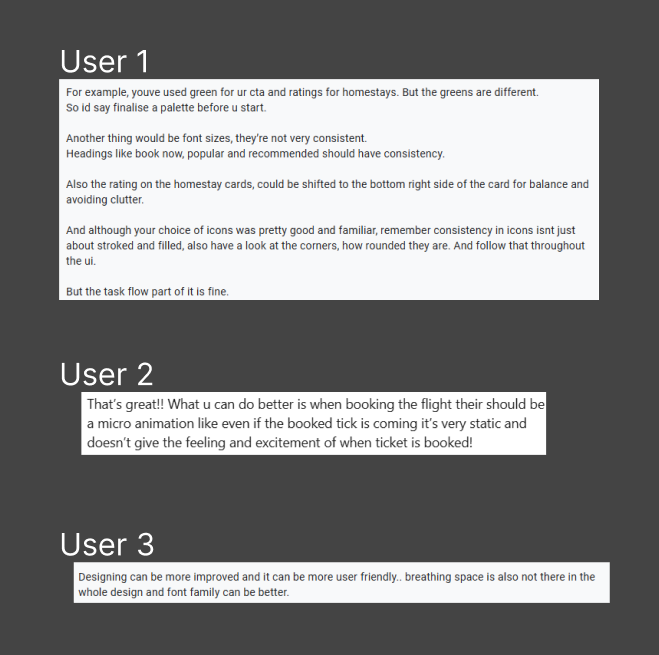 User 1
For example, youve used green for ur cta and ratings for homestays. But the greens are different.
So id say finalise a palette before u start.
Another thing would be font sizes, they're not very consistent.
Headings like book now, popular and recommended should have consistency.
Also the rating on the homestay cards, could be shifted to the bottom right side of the card for balance and
avoiding clutter.
And although your choice of icons was pretty good and familiar, remember consistency in icons isnt just
about stroked and filled, also have a look at the corners, how rounded they are. And follow that throughout
the ui.
But the task flow part of it is fine.
User 2
That's great!! What u can do better is when booking the flight their should be
a micro animation like even if the booked tick is coming it's very static and
doesn't give the feeling and excitement of when ticket is booked!
User 3
Designing can be more improved and it can be more user friendly.. breathing space is also not there in the
whole design and font family can be better.